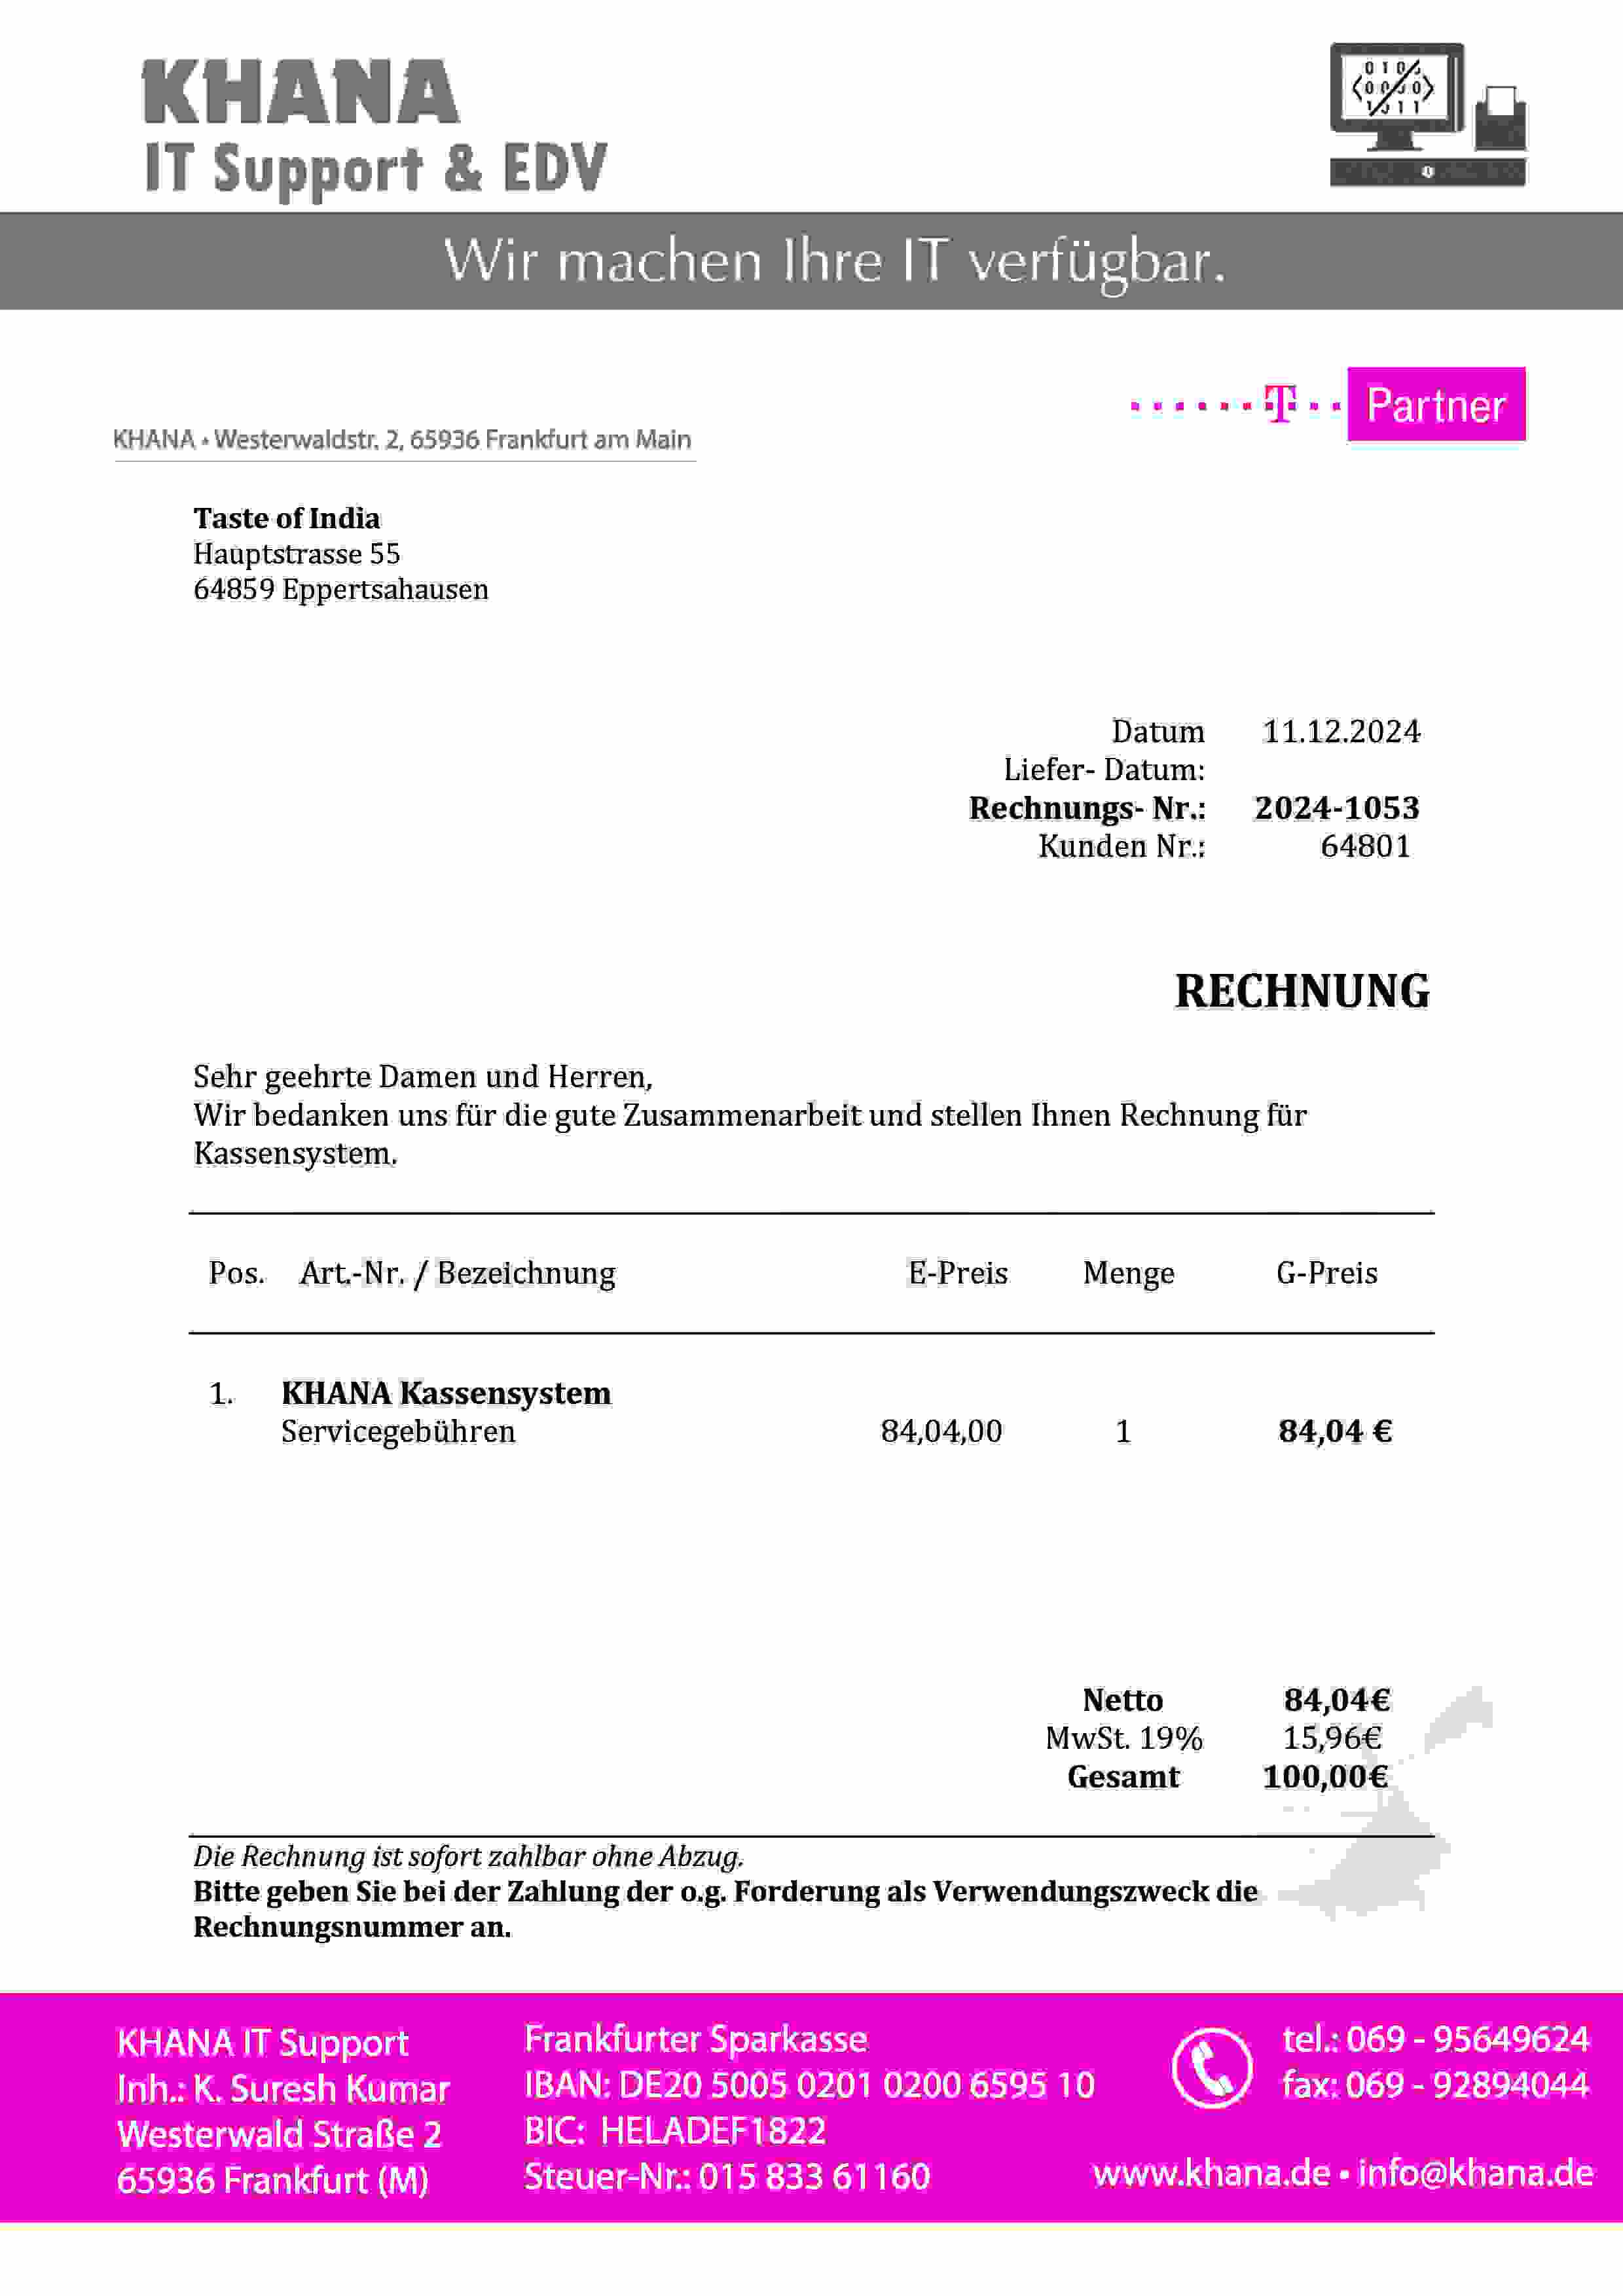 KHANA
IT Support & EDV
Wir machen Ihre IT verfügbar.
T Partner
KHANA • Westerwaldstr. 2, 65936 Frankfurt am Main
Taste of India
Hauptstrasse 55
64859 Eppertsahausen
Datum 11.12.2024
Liefer- Datum:
Rechnungs- Nr.: 2024-1053
Kunden Nr.: 64801
RECHNUNG
Sehr geehrte Damen und Herren,
Wir bedanken uns für die gute Zusammenarbeit und stellen Ihnen Rechnung für
Kassensystem.
Pos. Art.-Nr. / Bezeichnung E-Preis Menge G-Preis
1. KHANA Kassensystem
Servicegebühren 84,04,00 1 84,04 €
Netto 84,04€
MwSt. 19% 15,96€
Gesamt 100,00€
Die Rechnung ist sofort zahlbar ohne Abzug.
Bitte geben Sie bei der Zahlung der o.g. Forderung als Verwendungszweck die
Rechnungsnummer an.
KHANA IT Support
Inh.: K. Suresh Kumar
Westerwald Straße 2
65936 Frankfurt (M)
Frankfurter Sparkasse
IBAN: DE20 5005 0201 0200 6595 10
BIC: HELADEF1822
Steuer-Nr.: 015 833 61160
tel.: 069 - 95649624
fax: 069 - 92894044
www.khana.de • info@khana.de